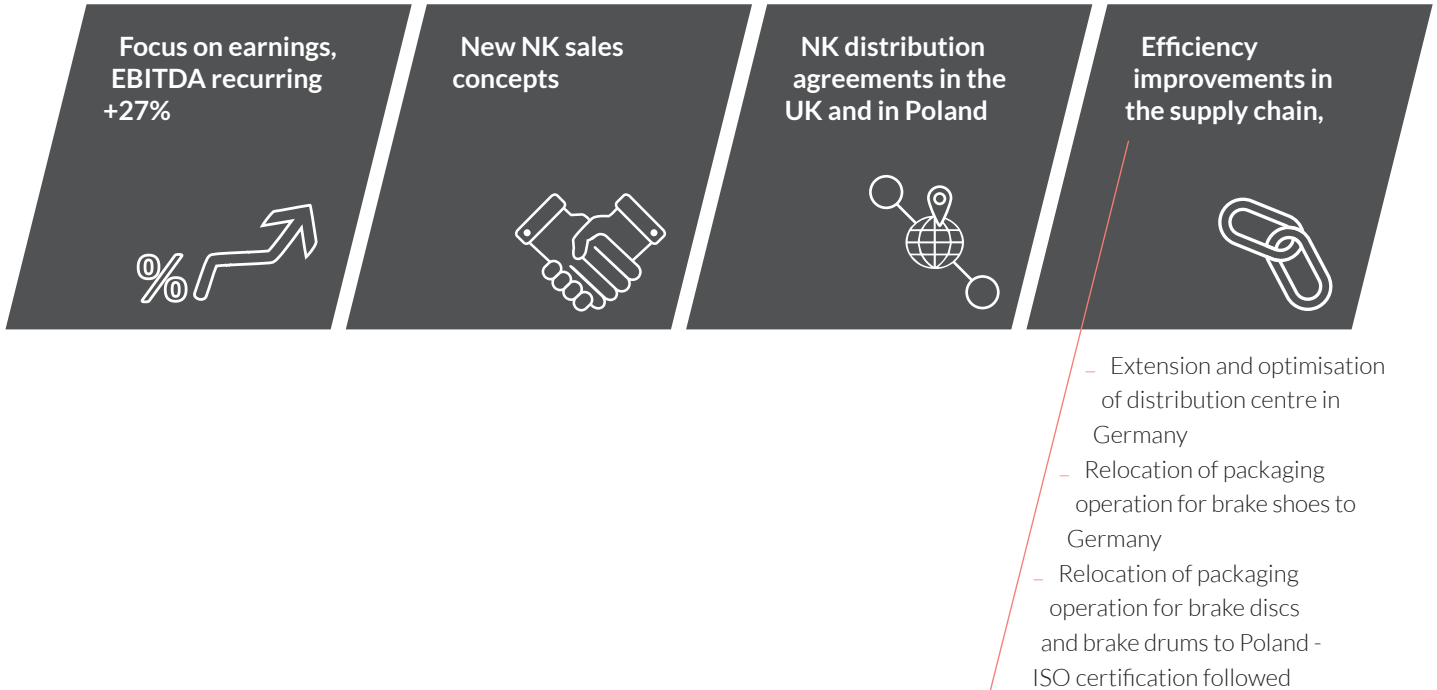 Focus on earnings,
EBITDA recurring
+27%
New NK sales
concepts
NK distribution
agreements in the
UK and in Poland
Efficiency
improvements in
the supply chain,
%
_ Extension and optimisation
of distribution centre in
Germany
_ Relocation of packaging
operation for brake shoes to
Germany
_ Relocation of packaging
operation for brake discs
and brake drums to Poland -
ISO certification followed